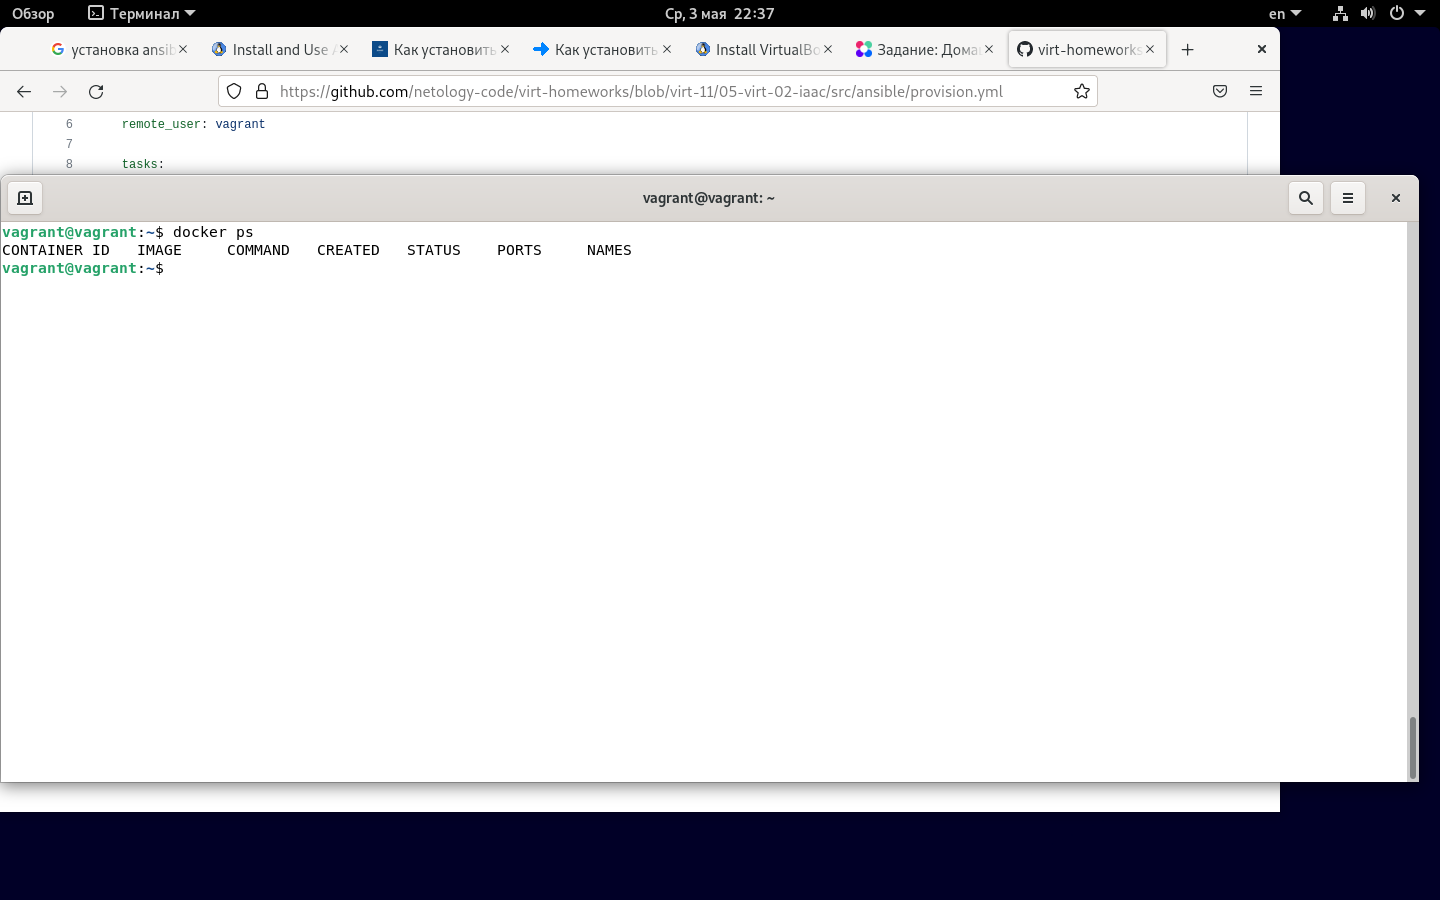 Обзор Терминал Ср, 3 мая 22:37 en
установка ansib Install and Use A Как установить Как установить Install VirtualBo Задание: Дома virt-homeworks
https://github.com/netology-code/virt-homeworks/blob/virt-11/05-virt-02-iaac/src/ansible/provision.yml
6 remote_user: vagrant
7
8 tasks:
vagrant@vagrant: ~
vagrant@vagrant:~$ docker ps
CONTAINER ID IMAGE COMMAND CREATED STATUS PORTS NAMES
vagrant@vagrant:~$